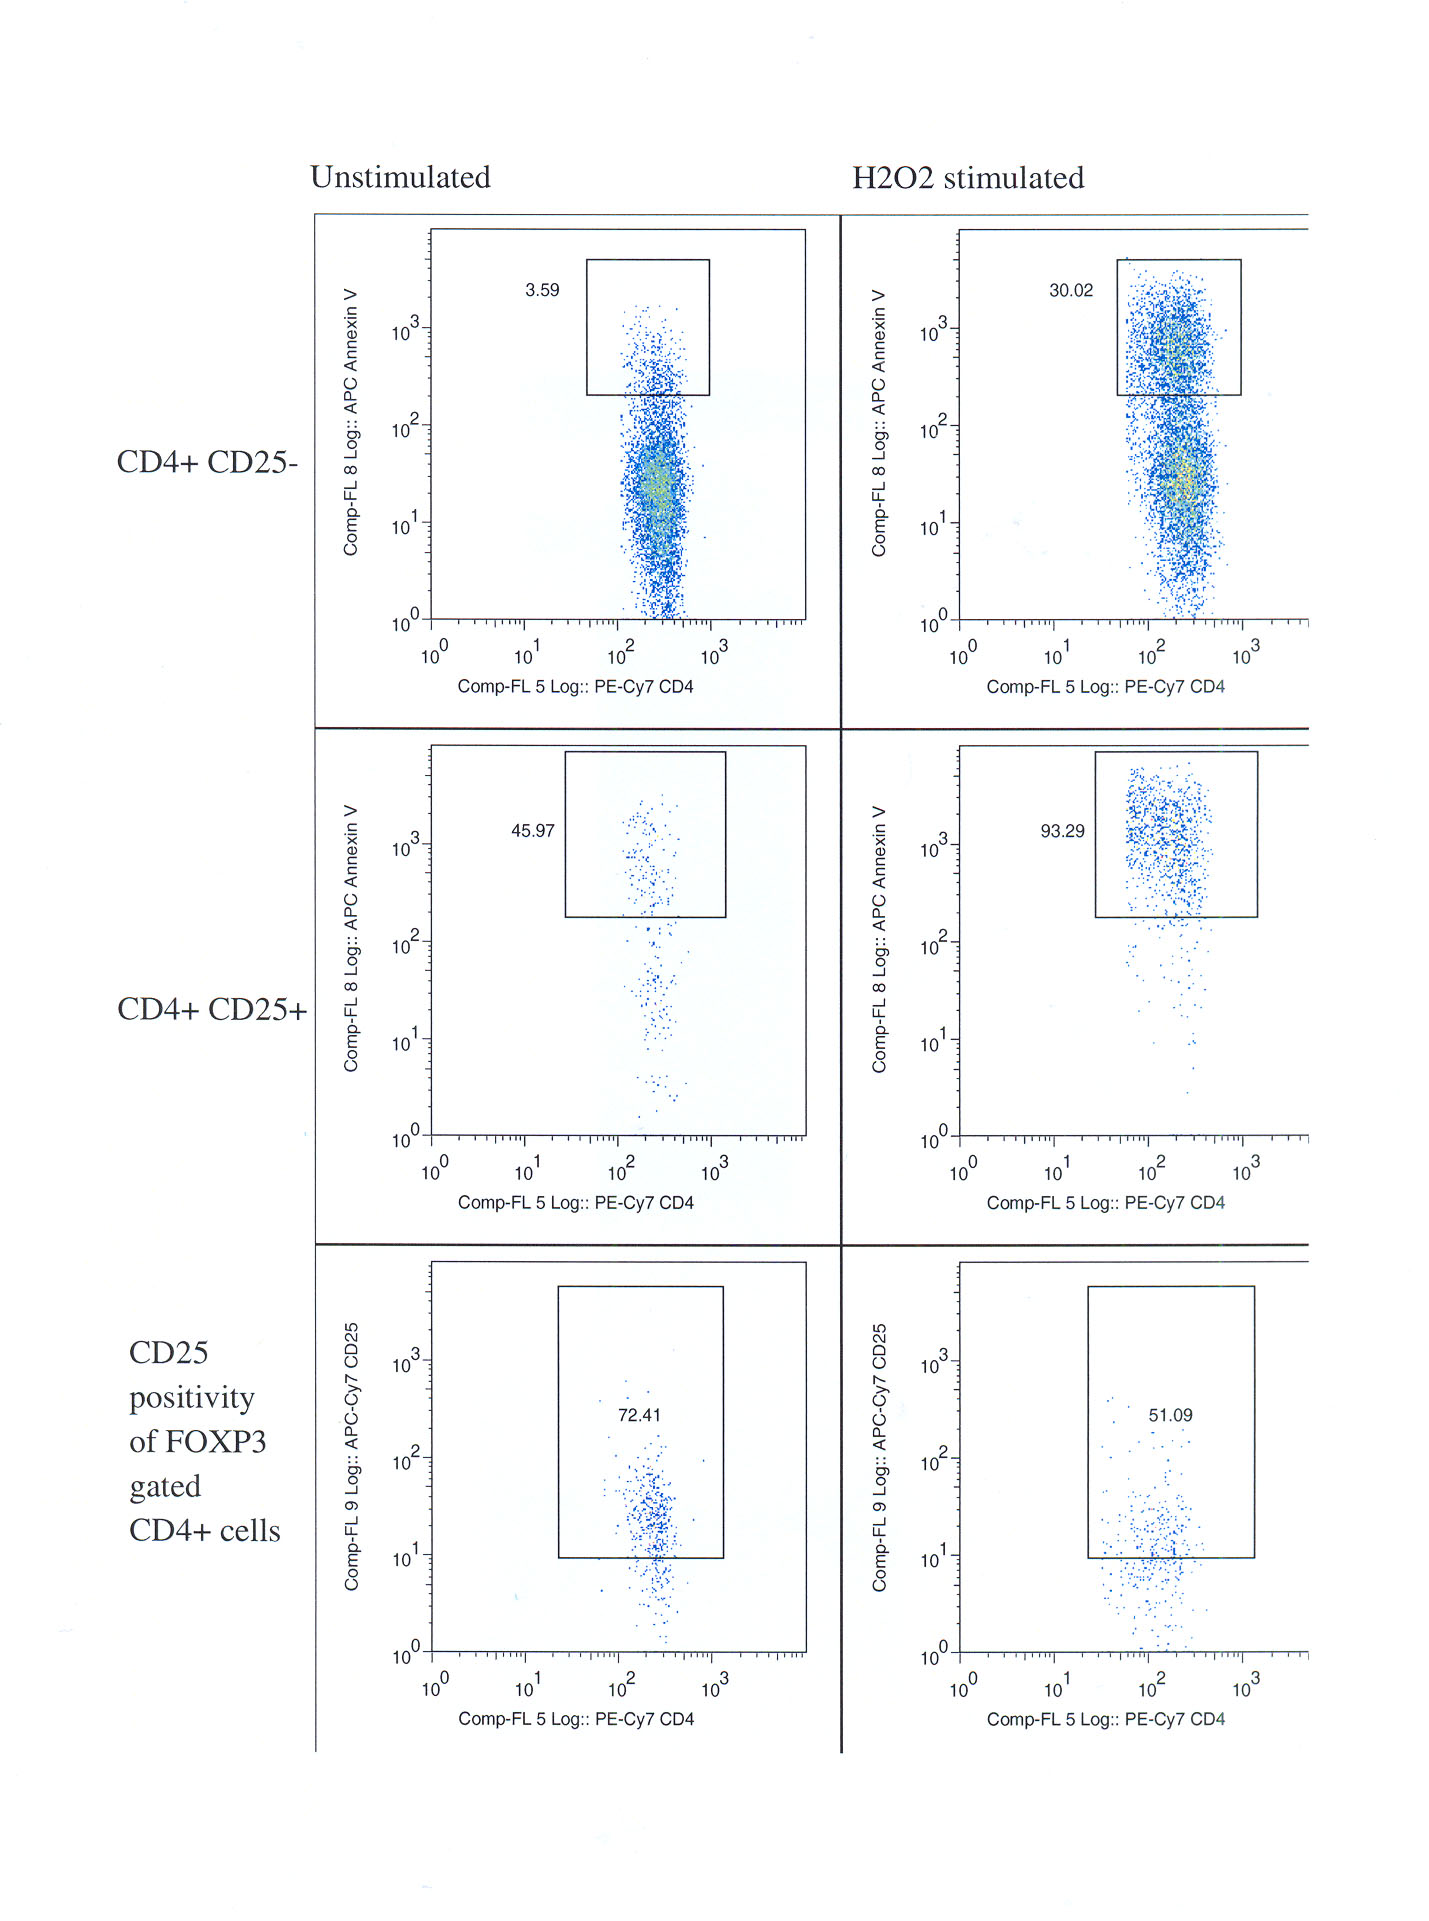 Unstimulated
H2O2 stimulated
CD4+ CD25-
3.59
Comp-FL 8 Log:: APC Annexin V
10^3
10^2
10^1
10^0
10^0 10^1 10^2 10^3
Comp-FL 5 Log:: PE-Cy7 CD4
30.02
Comp-FL 8 Log:: APC Annexin V
10^3
10^2
10^1
10^0
10^0 10^1 10^2 10^3
Comp-FL 5 Log:: PE-Cy7 CD4
CD4+ CD25+
45.97
Comp-FL 8 Log:: APC Annexin V
10^3
10^2
10^1
10^0
10^0 10^1 10^2 10^3
Comp-FL 5 Log:: PE-Cy7 CD4
93.29
Comp-FL 8 Log:: APC Annexin V
10^3
10^2
10^1
10^0
10^0 10^1 10^2 10^3
Comp-FL 5 Log:: PE-Cy7 CD4
CD25
positivity
of FOXP3
gated
CD4+ cells
72.41
Comp-FL 9 Log:: APC-Cy7 CD25
10^3
10^2
10^1
10^0
10^0 10^1 10^2 10^3
Comp-FL 5 Log:: PE-Cy7 CD4
51.09
Comp-FL 9 Log:: APC-Cy7 CD25
10^3
10^2
10^1
10^0
10^0 10^1 10^2 10^3
Comp-FL 5 Log:: PE-Cy7 CD4